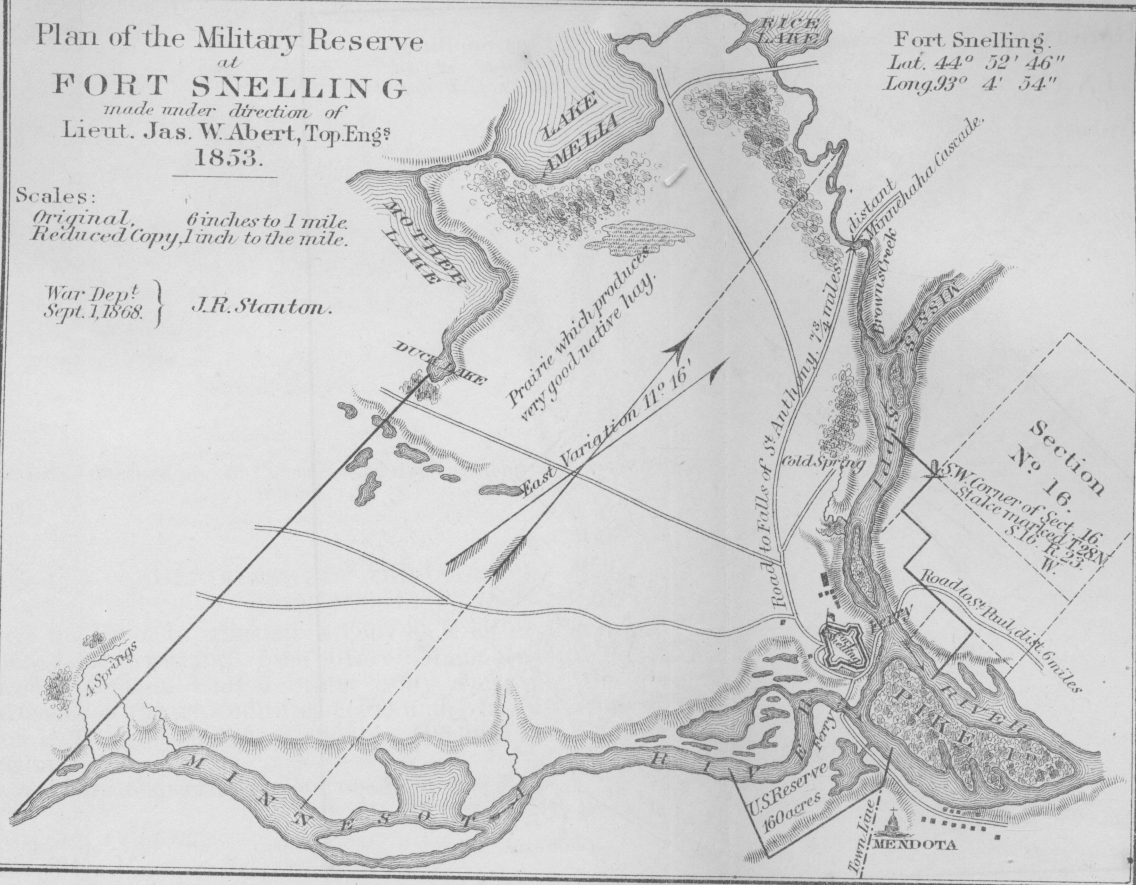 Plan of the Military Reserve
at
FORT SNELLING
made under direction of
Lieut. Jas. W. Abert, Top. Engs.
1853.
Scales:
Original, 6 inches to 1 mile.
Reduced Copy, 1 inch to the mile.
War Dept.
Sept. 1, 1868. } J.R. Stanton.
Fort Snelling.
Lat. 44° 52' 46"
Long. 93° 4' 54"
RICE
LAKE
LAKE
AMELIA
MOTHER
LAKE
DUCK LAKE
Prairie which produces
very good native hay.
East Variation 11° 16'
Road to Falls of St. Anthony. 7¾ miles
distant
Minnehaha Cascade.
Browns Creek
MISSISSIPPI
Cold Spring
Section
No. 16.
S.W. Corner of Sect. 16.
Stake marked T28.N
S. 16. R. 23.
W.
Road to St. Paul, dist. 6 miles
Ferry
RIVER
PIKE I.
4 Springs
MINNESOTA
RIVER
Ferry
U.S. Reserve
160 acres
Town Line
MENDOTA